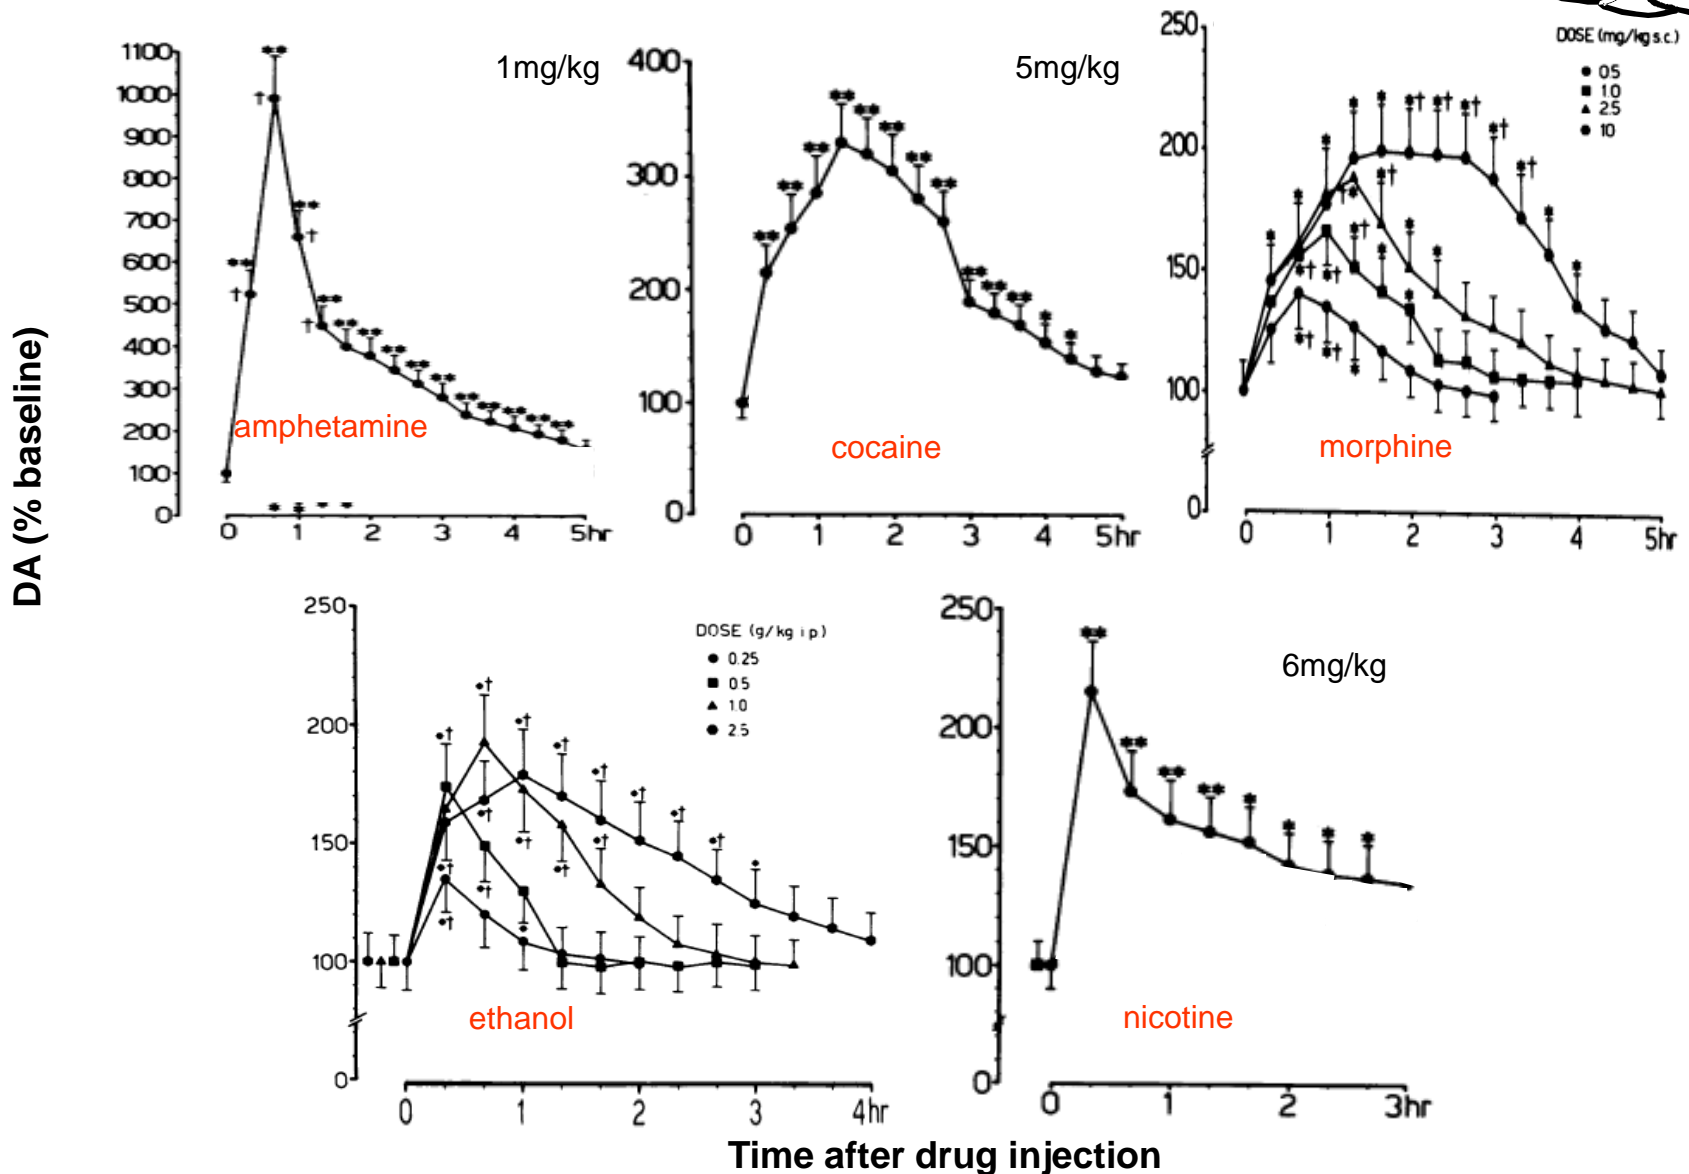 DA (% baseline)
1100
1000
900
800
700
600
500
400
300
200
100
0
0 1 2 3 4 5hr
1mg/kg
amphetamine
400
300
200
100
0
0 1 2 3 4 5hr
5mg/kg
cocaine
250
200
150
100
0
0 1 2 3 4 5hr
DOSE (mg/kg s.c.)
05
1.0
2.5
10
morphine
250
200
150
100
0
0 1 2 3 4hr
DOSE (g/kg i p)
0.25
0.5
1.0
2.5
ethanol
250
200
150
100
0
0 1 2 3hr
6mg/kg
nicotine
Time after drug injection